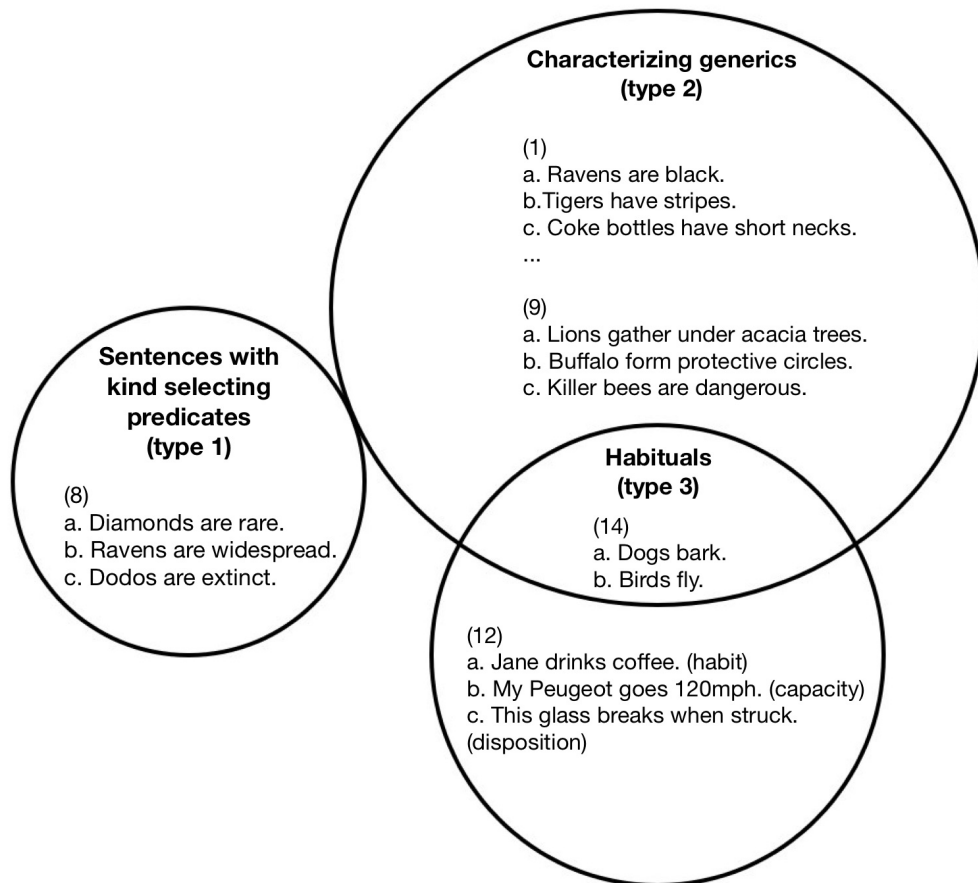 Characterizing generics
(type 2)
(1)
a. Ravens are black.
b.Tigers have stripes.
c. Coke bottles have short necks.
...
(9)
a. Lions gather under acacia trees.
b. Buffalo form protective circles.
c. Killer bees are dangerous.
Sentences with
kind selecting
predicates
(type 1)
(8)
a. Diamonds are rare.
b. Ravens are widespread.
c. Dodos are extinct.
Habituals
(type 3)
(14)
a. Dogs bark.
b. Birds fly.
(12)
a. Jane drinks coffee. (habit)
b. My Peugeot goes 120mph. (capacity)
c. This glass breaks when struck.
(disposition)